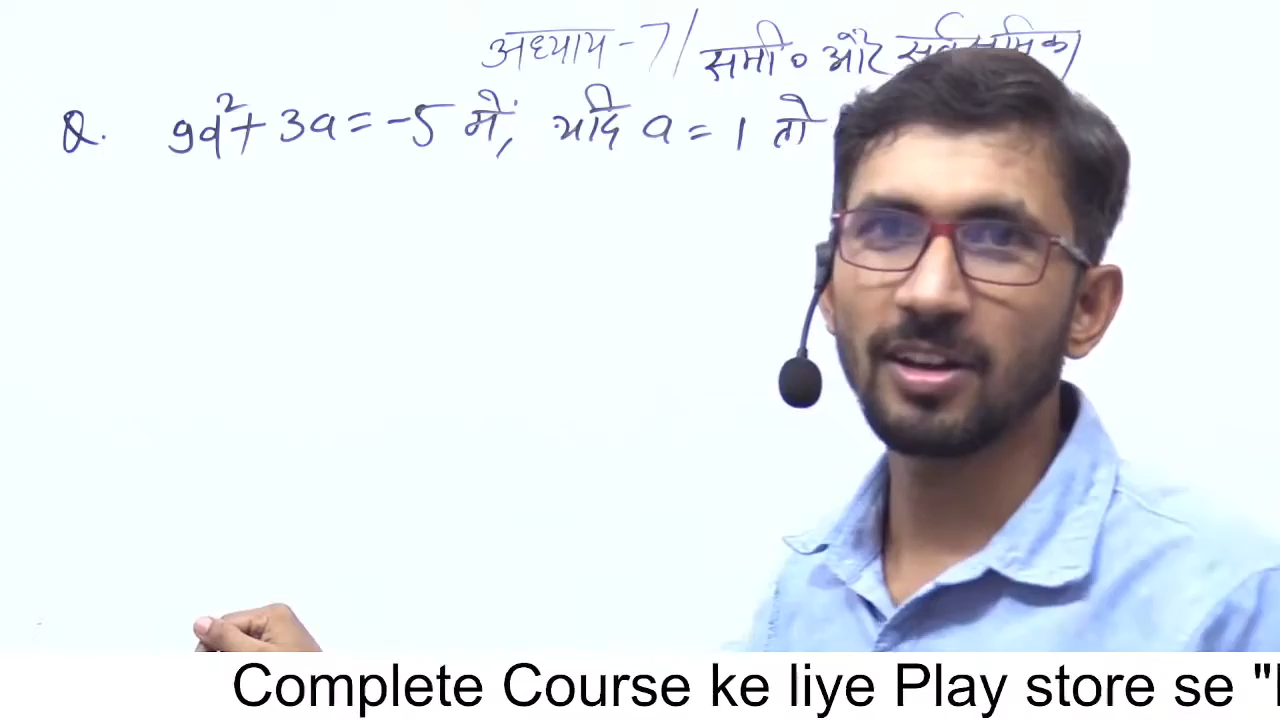 अध्याय-7/ समी० और
Q. 9a²+ 3a = -5 में, यदि a = 1 तो
Complete Course ke liye Play store se "